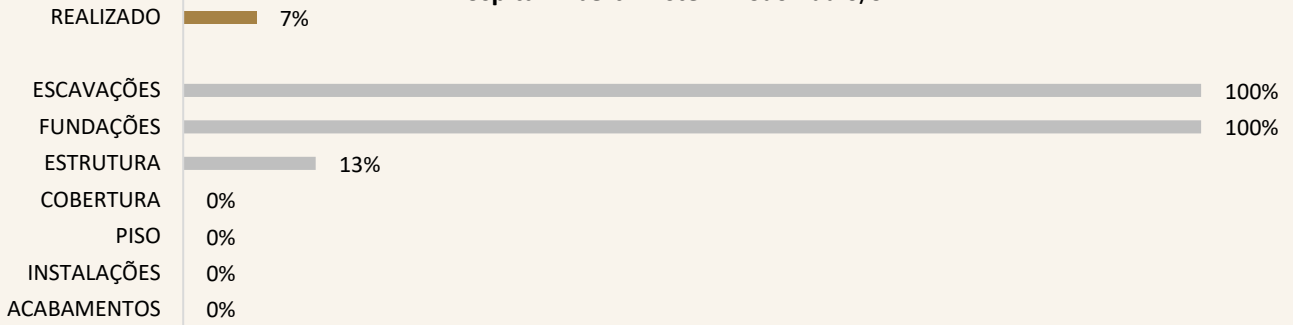 REALIZADO 7%
ESCAVAÇÕES 100%
FUNDAÇÕES 100%
ESTRUTURA 13%
COBERTURA 0%
PISO 0%
INSTALAÇÕES 0%
ACABAMENTOS 0%